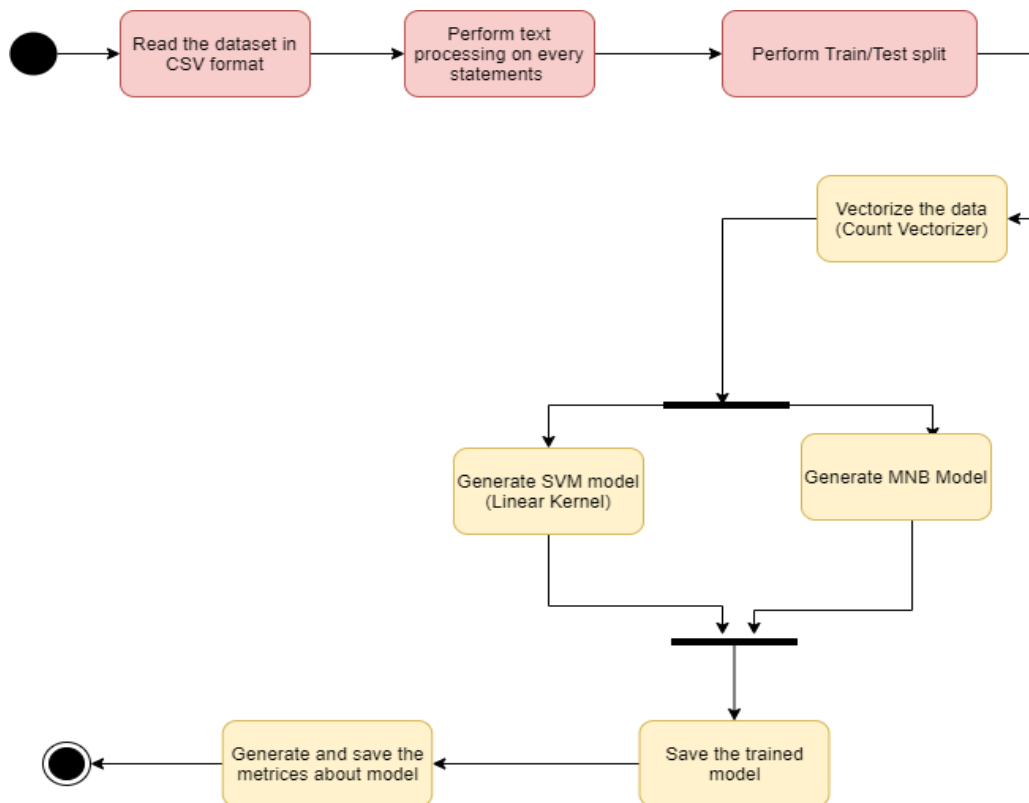 Read the dataset in
CSV format
Perform text
processing on every
statements
Perform Train/Test split
Vectorize the data
(Count Vectorizer)
Generate SVM model
(Linear Kernel)
Generate MNB Model
Generate and save the
metrices about model
Save the trained
model